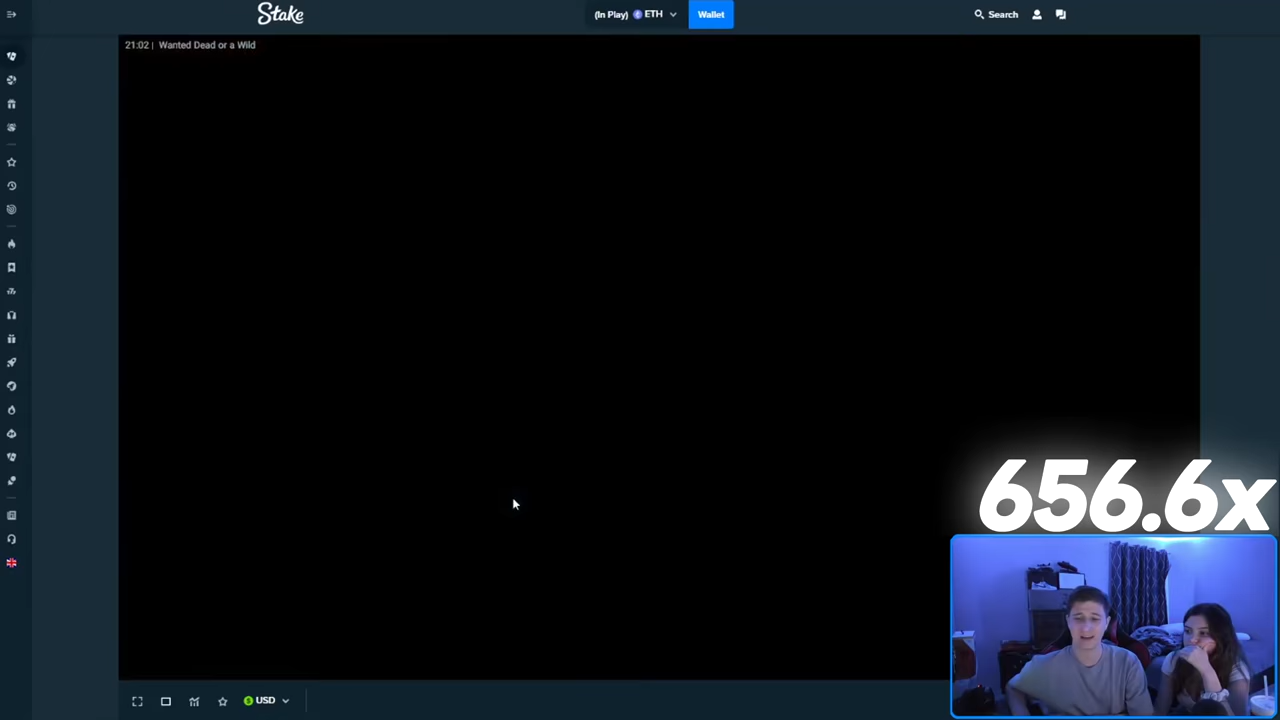 Stake
(In Play) ETH
Wallet
Search
21:02 | Wanted Dead or a Wild
656.6x
USD